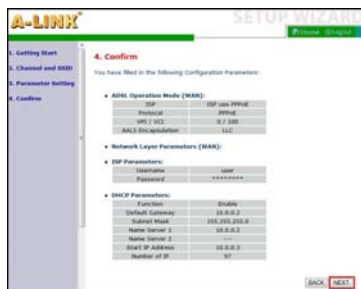 A-LINK
SETUP WIZARD
Home Logout
1. Getting Start
2. Channel and SSID
3. Parameter Setting
4. Confirm
4. Confirm
You have filled in the following Configuration Parameters:
ADSL Operation Mode (WAN):
ISP ISP use PPPoE
Protocol PPPoE
VPI / VCI 0 / 100
AAL5 Encapsulation LLC
Network Layer Parameters (WAN):
ISP Parameters:
Username user
Password ********
DHCP Parameters:
Function Enable
Default Gateway 10.0.0.2
Subnet Mask 255.255.255.0
Name Server 1 10.0.0.2
Name Server 2 ---
Start IP Address 10.0.0.3
Number of IP 97
BACK NEXT